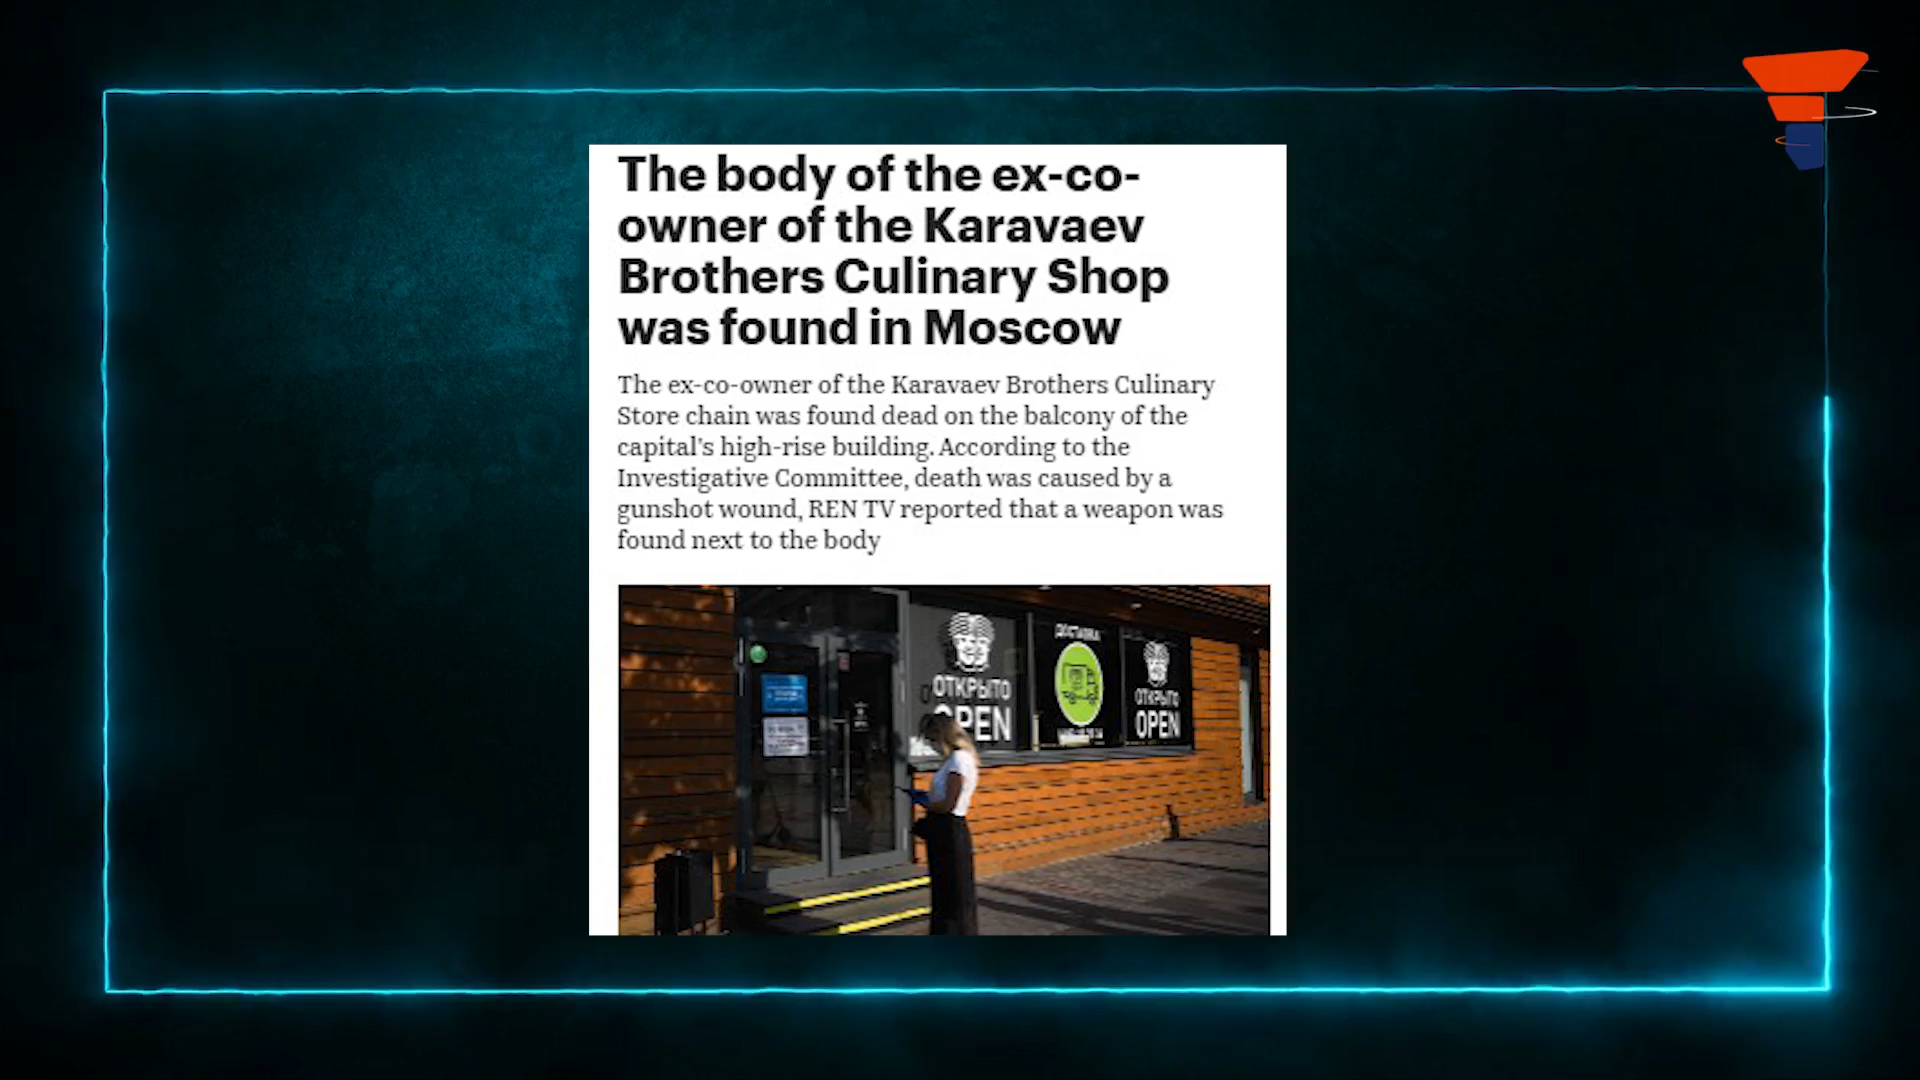 The body of the ex-co-
owner of the Karavaev
Brothers Culinary Shop
was found in Moscow
The ex-co-owner of the Karavaev Brothers Culinary
Store chain was found dead on the balcony of the
capital's high-rise building. According to the
Investigative Committee, death was caused by a
gunshot wound, REN TV reported that a weapon was
found next to the body
ДОСТАВКА
ОТКРЫТО
OPEN
ОТКРЫТО
OPEN